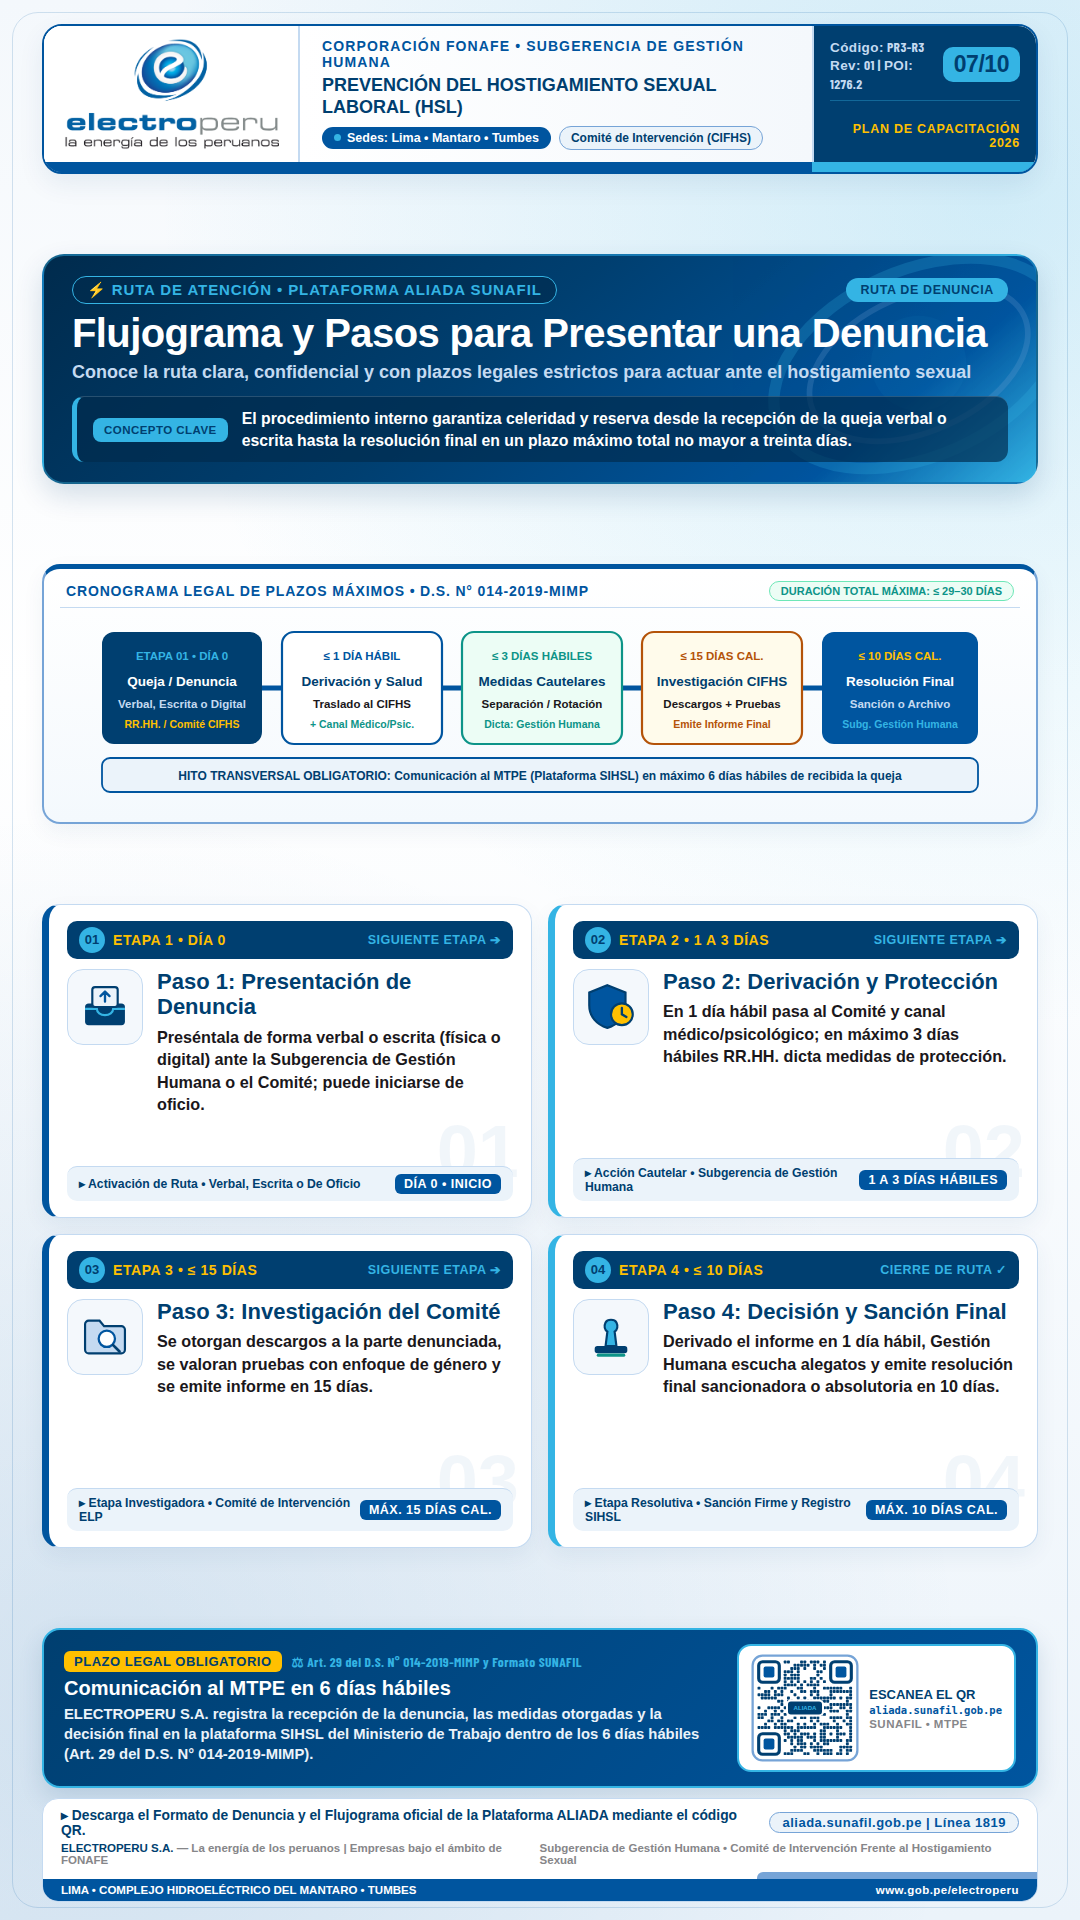 electroperu
la energía de los peruanos
CORPORACIÓN FONAFE • SUBGERENCIA DE GESTIÓN
HUMANA
PREVENCIÓN DEL HOSTIGAMIENTO SEXUAL
LABORAL (HSL)
Sedes: Lima • Mantaro • Tumbes
Comité de Intervención (CIFHS)
Código: PR3-R3
Rev: 01 | POI:
1276.2
07/10
PLAN DE CAPACITACIÓN
2026
⚡ RUTA DE ATENCIÓN • PLATAFORMA ALIADA SUNAFIL
RUTA DE DENUNCIA
Flujograma y Pasos para Presentar una Denuncia
Conoce la ruta clara, confidencial y con plazos legales estrictos para actuar ante el hostigamiento sexual
CONCEPTO CLAVE
El procedimiento interno garantiza celeridad y reserva desde la recepción de la queja verbal o
escrita hasta la resolución final en un plazo máximo total no mayor a treinta días.
CRONOGRAMA LEGAL DE PLAZOS MÁXIMOS • D.S. N° 014-2019-MIMP
DURACIÓN TOTAL MÁXIMA: ≤ 29–30 DÍAS
ETAPA 01 • DÍA 0
Queja / Denuncia
Verbal, Escrita o Digital
RR.HH. / Comité CIFHS
≤ 1 DÍA HÁBIL
Derivación y Salud
Traslado al CIFHS
+ Canal Médico/Psic.
≤ 3 DÍAS HÁBILES
Medidas Cautelares
Separación / Rotación
Dicta: Gestión Humana
≤ 15 DÍAS CAL.
Investigación CIFHS
Descargos + Pruebas
Emite Informe Final
≤ 10 DÍAS CAL.
Resolución Final
Sanción o Archivo
Subg. Gestión Humana
HITO TRANSVERSAL OBLIGATORIO: Comunicación al MTPE (Plataforma SIHSL) en máximo 6 días hábiles de recibida la queja
01 ETAPA 1 • DÍA 0
SIGUIENTE ETAPA ➔
Paso 1: Presentación de
Denuncia
Preséntala de forma verbal o escrita (física o
digital) ante la Subgerencia de Gestión
Humana o el Comité; puede iniciarse de
oficio.
01
▸ Activación de Ruta • Verbal, Escrita o De Oficio
DÍA 0 • INICIO
02 ETAPA 2 • 1 A 3 DÍAS
SIGUIENTE ETAPA ➔
Paso 2: Derivación y Protección
En 1 día hábil pasa al Comité y canal
médico/psicológico; en máximo 3 días
hábiles RR.HH. dicta medidas de protección.
02
▸ Acción Cautelar • Subgerencia de Gestión
Humana
1 A 3 DÍAS HÁBILES
03 ETAPA 3 • ≤ 15 DÍAS
SIGUIENTE ETAPA ➔
Paso 3: Investigación del Comité
Se otorgan descargos a la parte denunciada,
se valoran pruebas con enfoque de género y
se emite informe en 15 días.
03
▸ Etapa Investigadora • Comité de Intervención
ELP
MÁX. 15 DÍAS CAL.
04 ETAPA 4 • ≤ 10 DÍAS
CIERRE DE RUTA ✓
Paso 4: Decisión y Sanción Final
Derivado el informe en 1 día hábil, Gestión
Humana escucha alegatos y emite resolución
final sancionadora o absolutoria en 10 días.
04
▸ Etapa Resolutiva • Sanción Firme y Registro
SIHSL
MÁX. 10 DÍAS CAL.
PLAZO LEGAL OBLIGATORIO
⚖ Art. 29 del D.S. N° 014-2019-MIMP y Formato SUNAFIL
Comunicación al MTPE en 6 días hábiles
ELECTROPERU S.A. registra la recepción de la denuncia, las medidas otorgadas y la
decisión final en la plataforma SIHSL del Ministerio de Trabajo dentro de los 6 días hábiles
(Art. 29 del D.S. N° 014-2019-MIMP).
ALIADA
ESCANEA EL QR
aliada.sunafil.gob.pe
SUNAFIL • MTPE
▸ Descarga el Formato de Denuncia y el Flujograma oficial de la Plataforma ALIADA mediante el código
QR.
aliada.sunafil.gob.pe | Línea 1819
ELECTROPERU S.A. — La energía de los peruanos | Empresas bajo el ámbito de
FONAFE
Subgerencia de Gestión Humana • Comité de Intervención Frente al Hostigamiento
Sexual
LIMA • COMPLEJO HIDROELÉCTRICO DEL MANTARO • TUMBES
www.gob.pe/electroperu